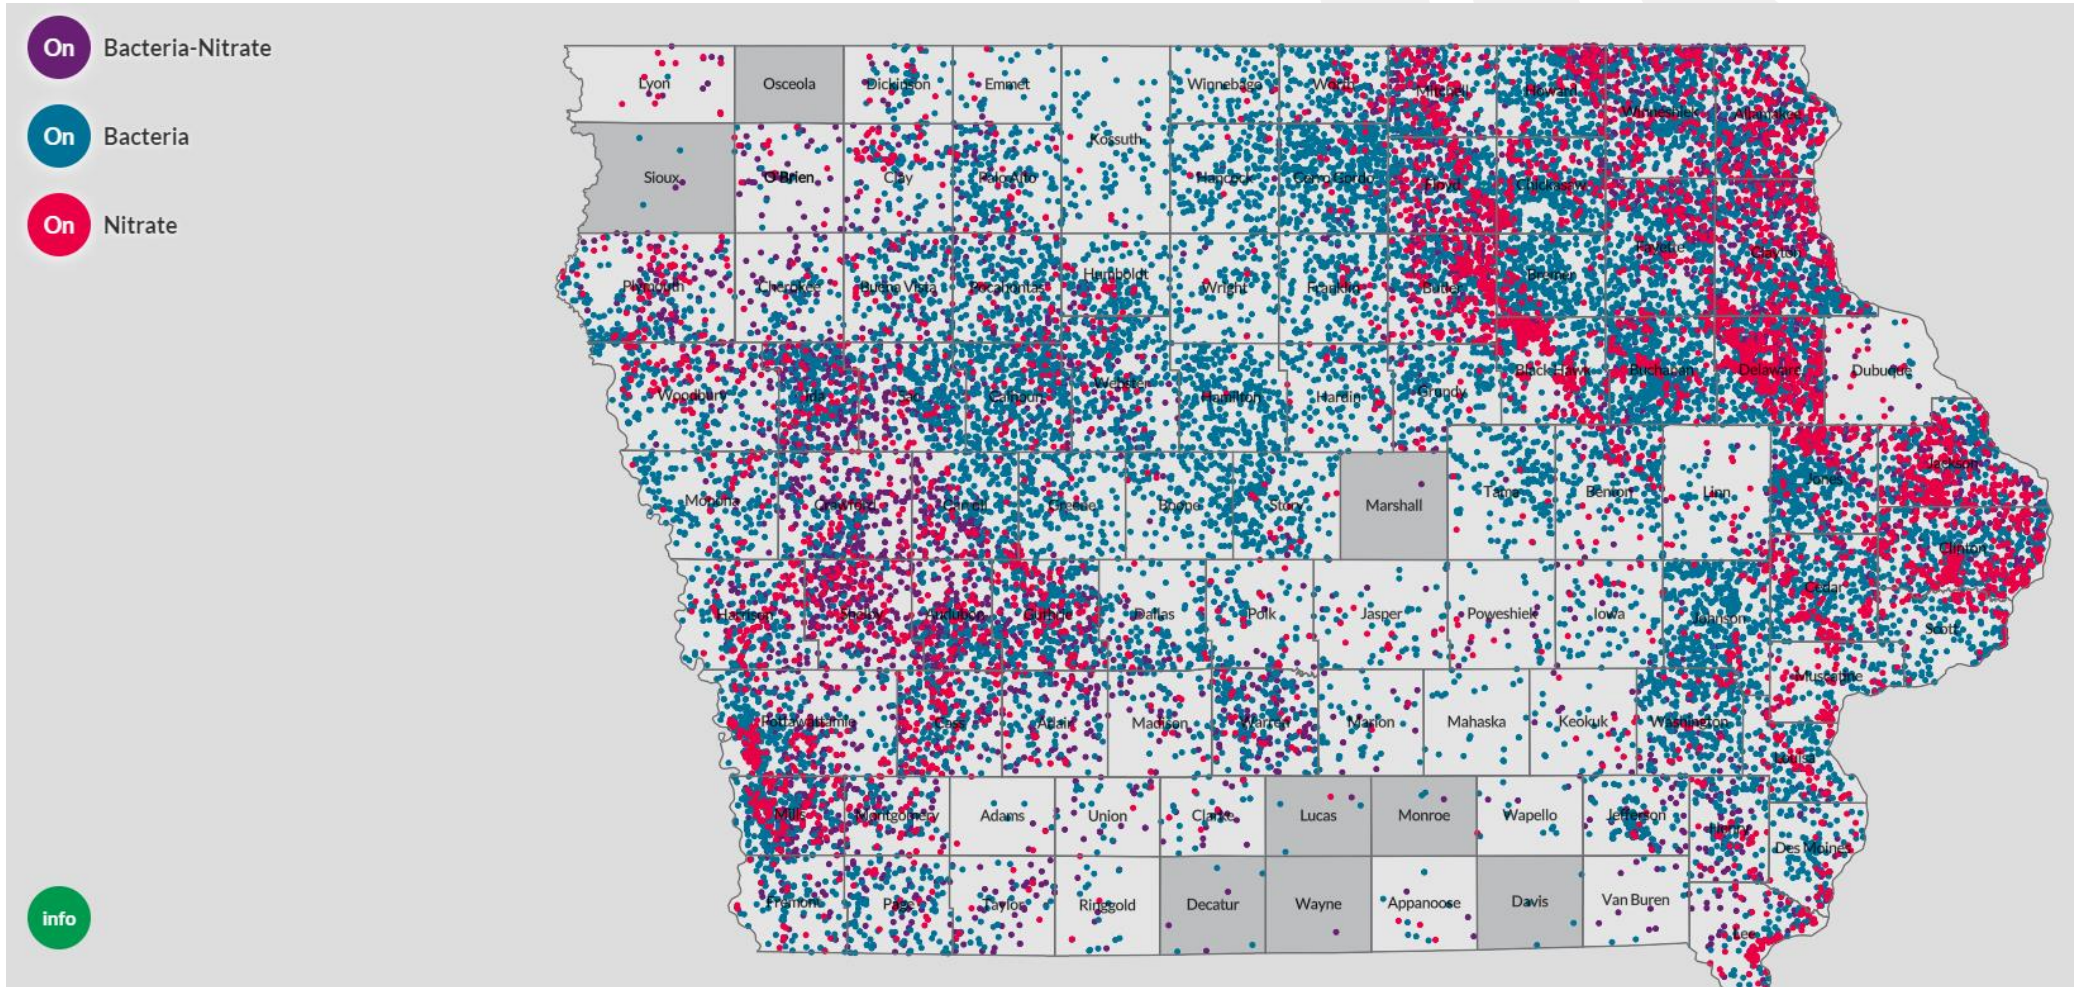 On Bacteria-Nitrate
On Bacteria
On Nitrate
info
Lyon Osceola Dickinson Emmet Winnebago Worth Mitchell Howard Winneshiek Allamakee
Kossuth
Sioux O'Brien Clay Palo Alto Hancock Cerro Gordo Floyd Chickasaw
Fayette Clayton
Plymouth Cherokee Buena Vista Pocahontas Humboldt Wright Franklin Butler Bremer
Woodbury Ida Sac Calhoun Webster Hamilton Hardin Grundy Black Hawk Buchanan Delaware Dubuque
Monona Crawford Carroll Greene Boone Story Marshall Tama Benton Linn Jones Jackson
Clinton
Harrison Shelby Audubon Guthrie Dallas Polk Jasper Poweshiek Iowa Johnson Cedar
Scott
Muscatine
Pottawattamie Cass Adair Madison Warren Marion Mahaska Keokuk Washington
Louisa
Mills Montgomery Adams Union Clarke Lucas Monroe Wapello Jefferson Henry
Des Moines
Fremont Page Taylor Ringgold Decatur Wayne Appanoose Davis Van Buren
Lee